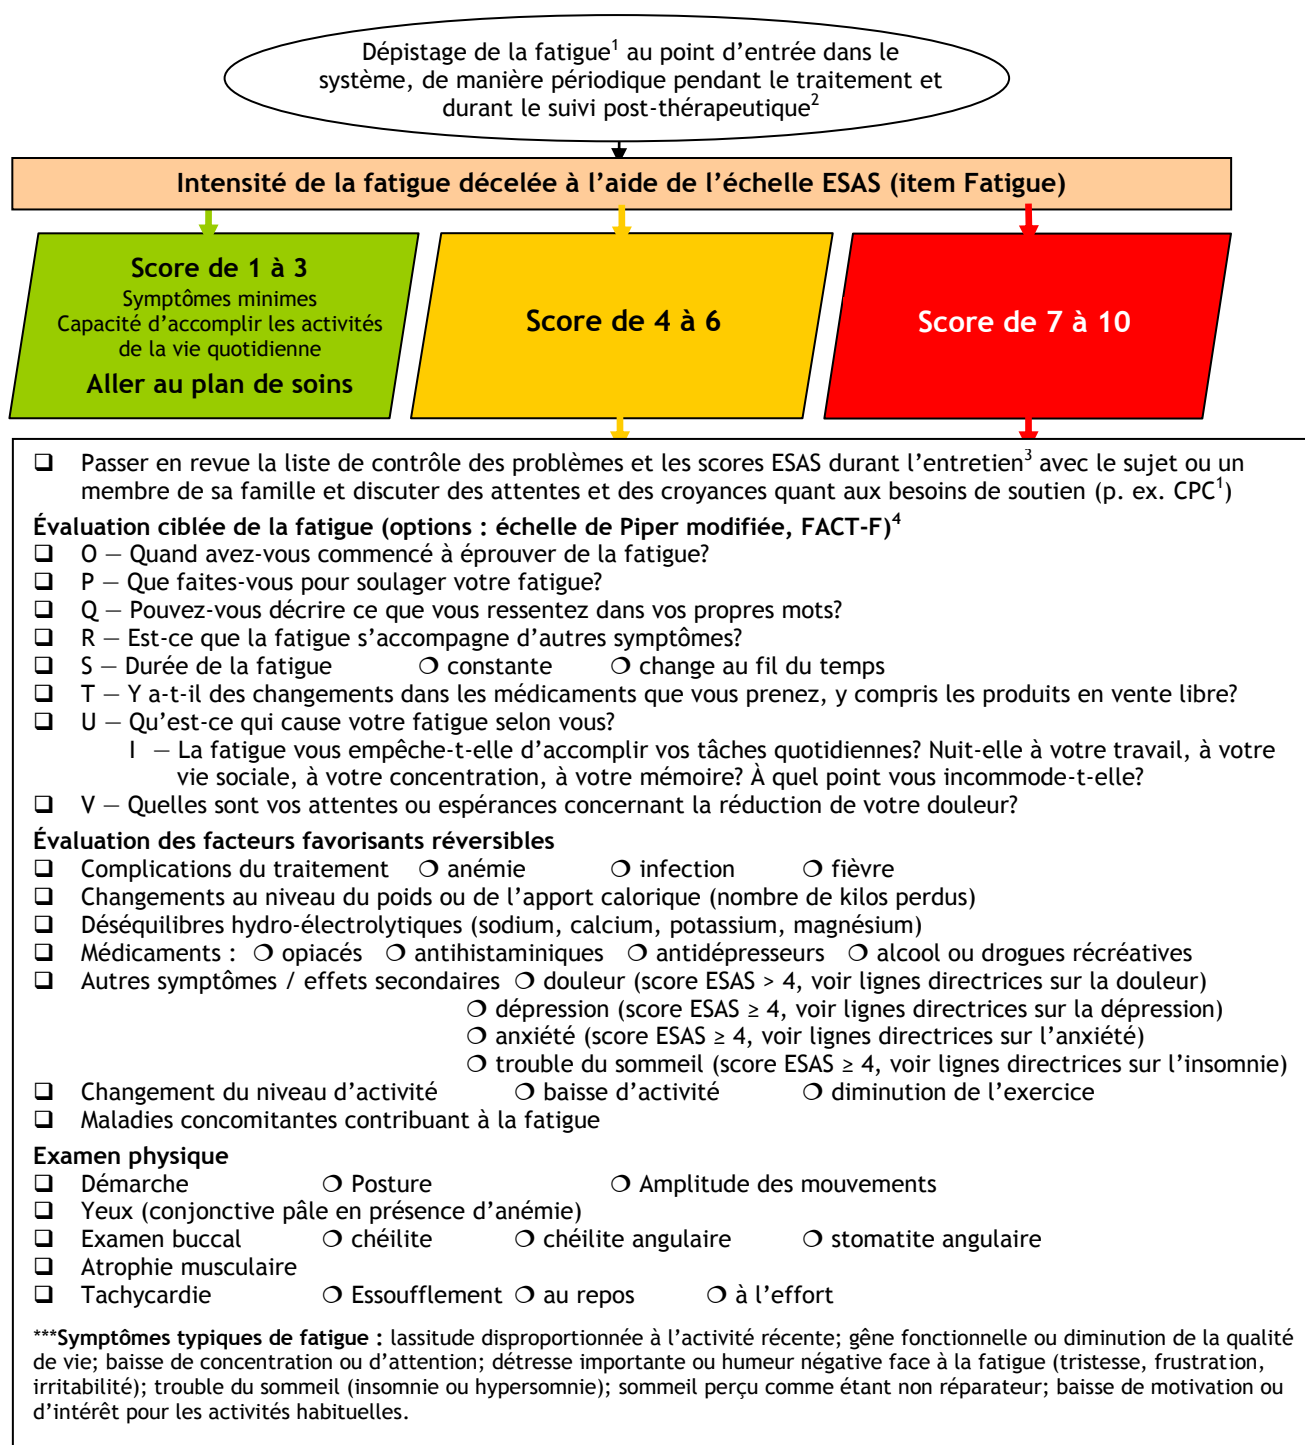 Dépistage de la fatigue¹ au point d’entrée dans le
système, de manière périodique pendant le traitement et
durant le suivi post-thérapeutique²
Intensité de la fatigue décelée à l’aide de l’échelle ESAS (item Fatigue)
Score de 1 à 3
Symptômes minimes
Capacité d’accomplir les activités
de la vie quotidienne
Aller au plan de soins
Score de 4 à 6
Score de 7 à 10
❑ Passer en revue la liste de contrôle des problèmes et les scores ESAS durant l’entretien³ avec le sujet ou un
membre de sa famille et discuter des attentes et des croyances quant aux besoins de soutien (p. ex. CPC¹)
Évaluation ciblée de la fatigue (options : échelle de Piper modifiée, FACT-F)⁴
❑ O — Quand avez-vous commencé à éprouver de la fatigue?
❑ P — Que faites-vous pour soulager votre fatigue?
❑ Q — Pouvez-vous décrire ce que vous ressentez dans vos propres mots?
❑ R — Est-ce que la fatigue s’accompagne d’autres symptômes?
❑ S — Durée de la fatigue ❍ constante ❍ change au fil du temps
❑ T — Y a-t-il des changements dans les médicaments que vous prenez, y compris les produits en vente libre?
❑ U — Qu’est-ce qui cause votre fatigue selon vous?
I — La fatigue vous empêche-t-elle d’accomplir vos tâches quotidiennes? Nuit-elle à votre travail, à votre
vie sociale, à votre concentration, à votre mémoire? À quel point vous incommode-t-elle?
❑ V — Quelles sont vos attentes ou espérances concernant la réduction de votre douleur?
Évaluation des facteurs favorisants réversibles
❑ Complications du traitement ❍ anémie ❍ infection ❍ fièvre
❑ Changements au niveau du poids ou de l’apport calorique (nombre de kilos perdus)
❑ Déséquilibres hydro-électrolytiques (sodium, calcium, potassium, magnésium)
❑ Médicaments : ❍ opiacés ❍ antihistaminiques ❍ antidépresseurs ❍ alcool ou drogues récréatives
❑ Autres symptômes / effets secondaires ❍ douleur (score ESAS > 4, voir lignes directrices sur la douleur)
❍ dépression (score ESAS ≥ 4, voir lignes directrices sur la dépression)
❍ anxiété (score ESAS ≥ 4, voir lignes directrices sur l’anxiété)
❍ trouble du sommeil (score ESAS ≥ 4, voir lignes directrices sur l’insomnie)
❑ Changement du niveau d’activité ❍ baisse d’activité ❍ diminution de l’exercice
❑ Maladies concomitantes contribuant à la fatigue
Examen physique
❑ Démarche ❍ Posture ❍ Amplitude des mouvements
❑ Yeux (conjonctive pâle en présence d’anémie)
❑ Examen buccal ❍ chéilite ❍ chéilite angulaire ❍ stomatite angulaire
❑ Atrophie musculaire
❑ Tachycardie ❍ Essoufflement ❍ au repos ❍ à l’effort
***Symptômes typiques de fatigue : lassitude disproportionnée à l’activité récente; gêne fonctionnelle ou diminution de la qualité
de vie; baisse de concentration ou d’attention; détresse importante ou humeur négative face à la fatigue (tristesse, frustration,
irritabilité); trouble du sommeil (insomnie ou hypersomnie); sommeil perçu comme étant non réparateur; baisse de motivation ou
d’intérêt pour les activités habituelles.